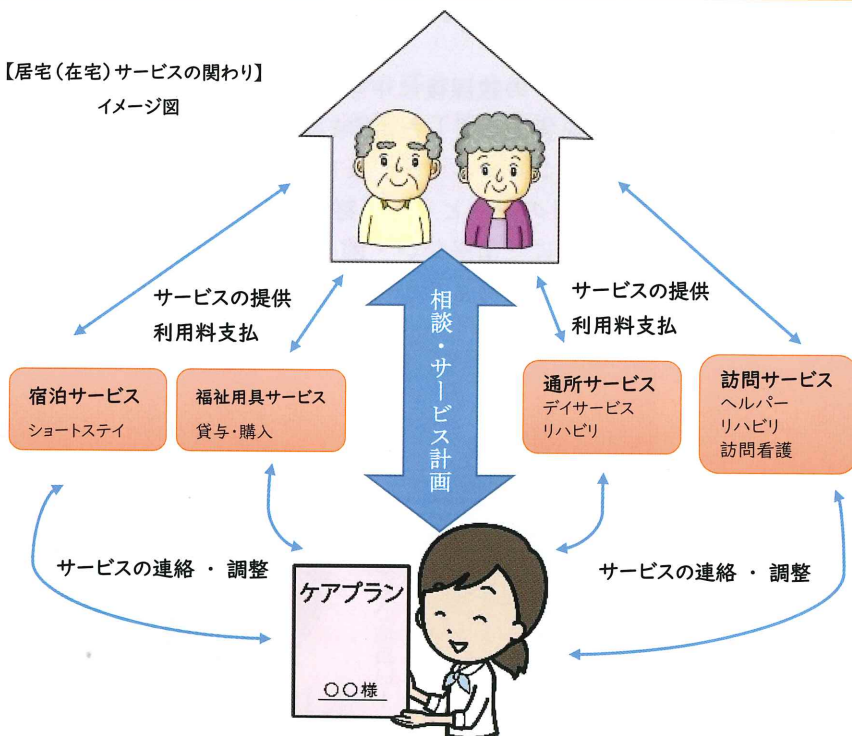 【居宅(在宅)サービスの関わり】
イメージ図
サービスの提供
利用料支払
サービスの提供
利用料支払
相談・サービス計画
宿泊サービス
ショートステイ
福祉用具サービス
貸与・購入
通所サービス
デイサービス
リハビリ
訪問サービス
ヘルパー
リハビリ
訪問看護
サービスの連絡 ・ 調整
サービスの連絡 ・ 調整
ケアプラン
○○様